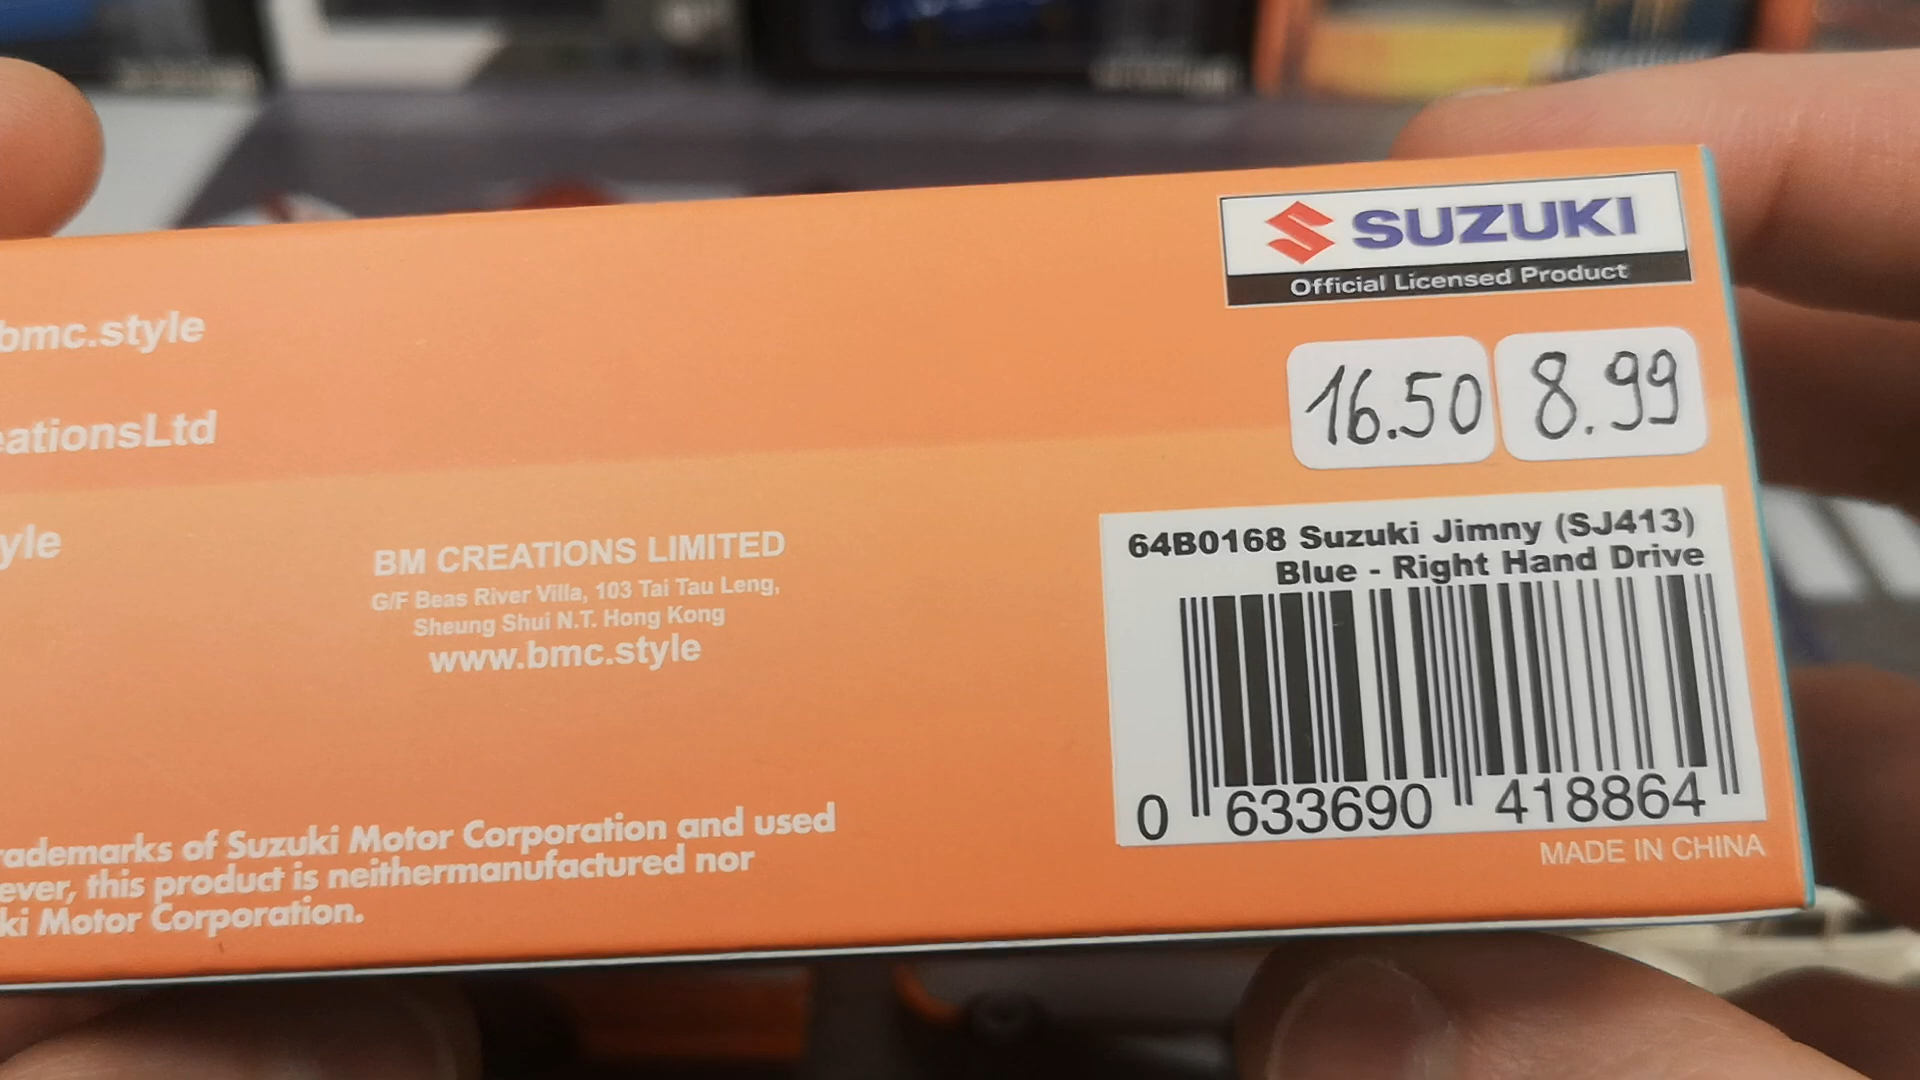 bmc.style
eationsLtd
yle
BM CREATIONS LIMITED
G/F Beas River Villa, 103 Tai Tau Leng,
Sheung Shui N.T. Hong Kong
www.bmc.style
rademarks of Suzuki Motor Corporation and used
ever, this product is neithermanufactured nor
ki Motor Corporation.
SUZUKI
Official Licensed Product
16.50 8.99
64B0168 Suzuki Jimny (SJ413)
Blue - Right Hand Drive
0 633690 418864
MADE IN CHINA